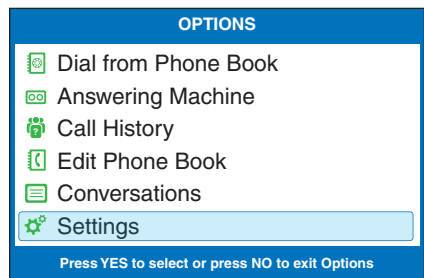 OPTIONS
Dial from Phone Book
Answering Machine
Call History
Edit Phone Book
Conversations
Settings
Press YES to select or press NO to exit Options